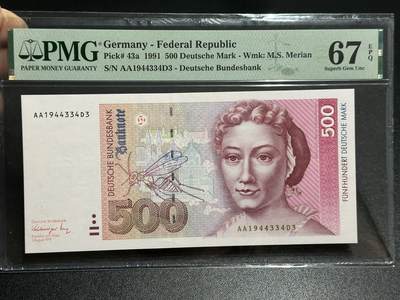 PMG
PAPER MONEY GUARANTY
Germany - Federal Republic
Pick# 43a 1991 500 Deutsche Mark - Wmk: M.S. Merian
S/N AA1944334D3 - Deutsche Bundesbank
67 EPQ
Superb Gem Unc
AA1944334D3
DEUTSCHE BUNDESBANK
Banknote
500
500
FÜNFHUNDERT DEUTSCHE MARK
AA1944334D3